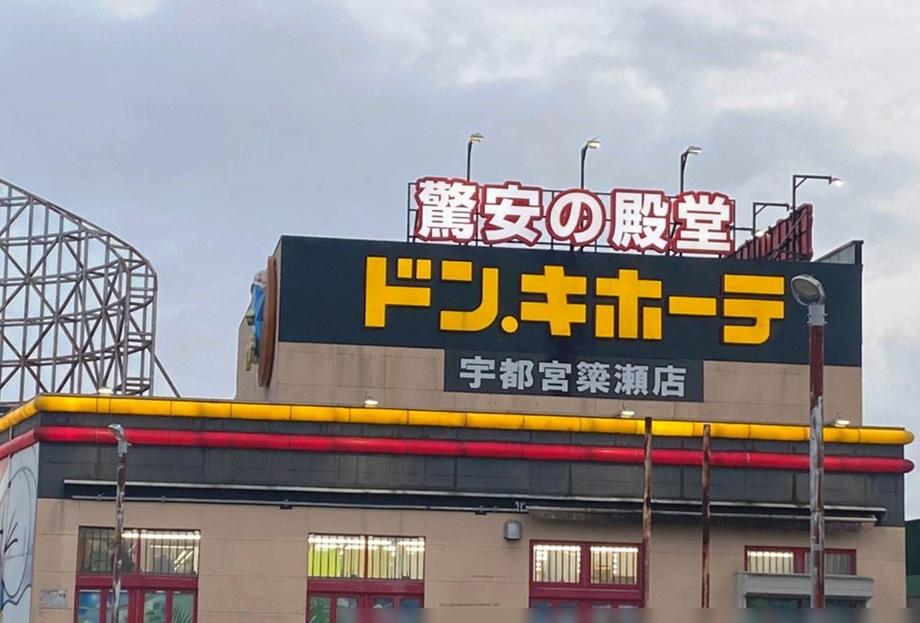 驚安の殿堂
ドン.キホーテ
宇都宮簗瀬店